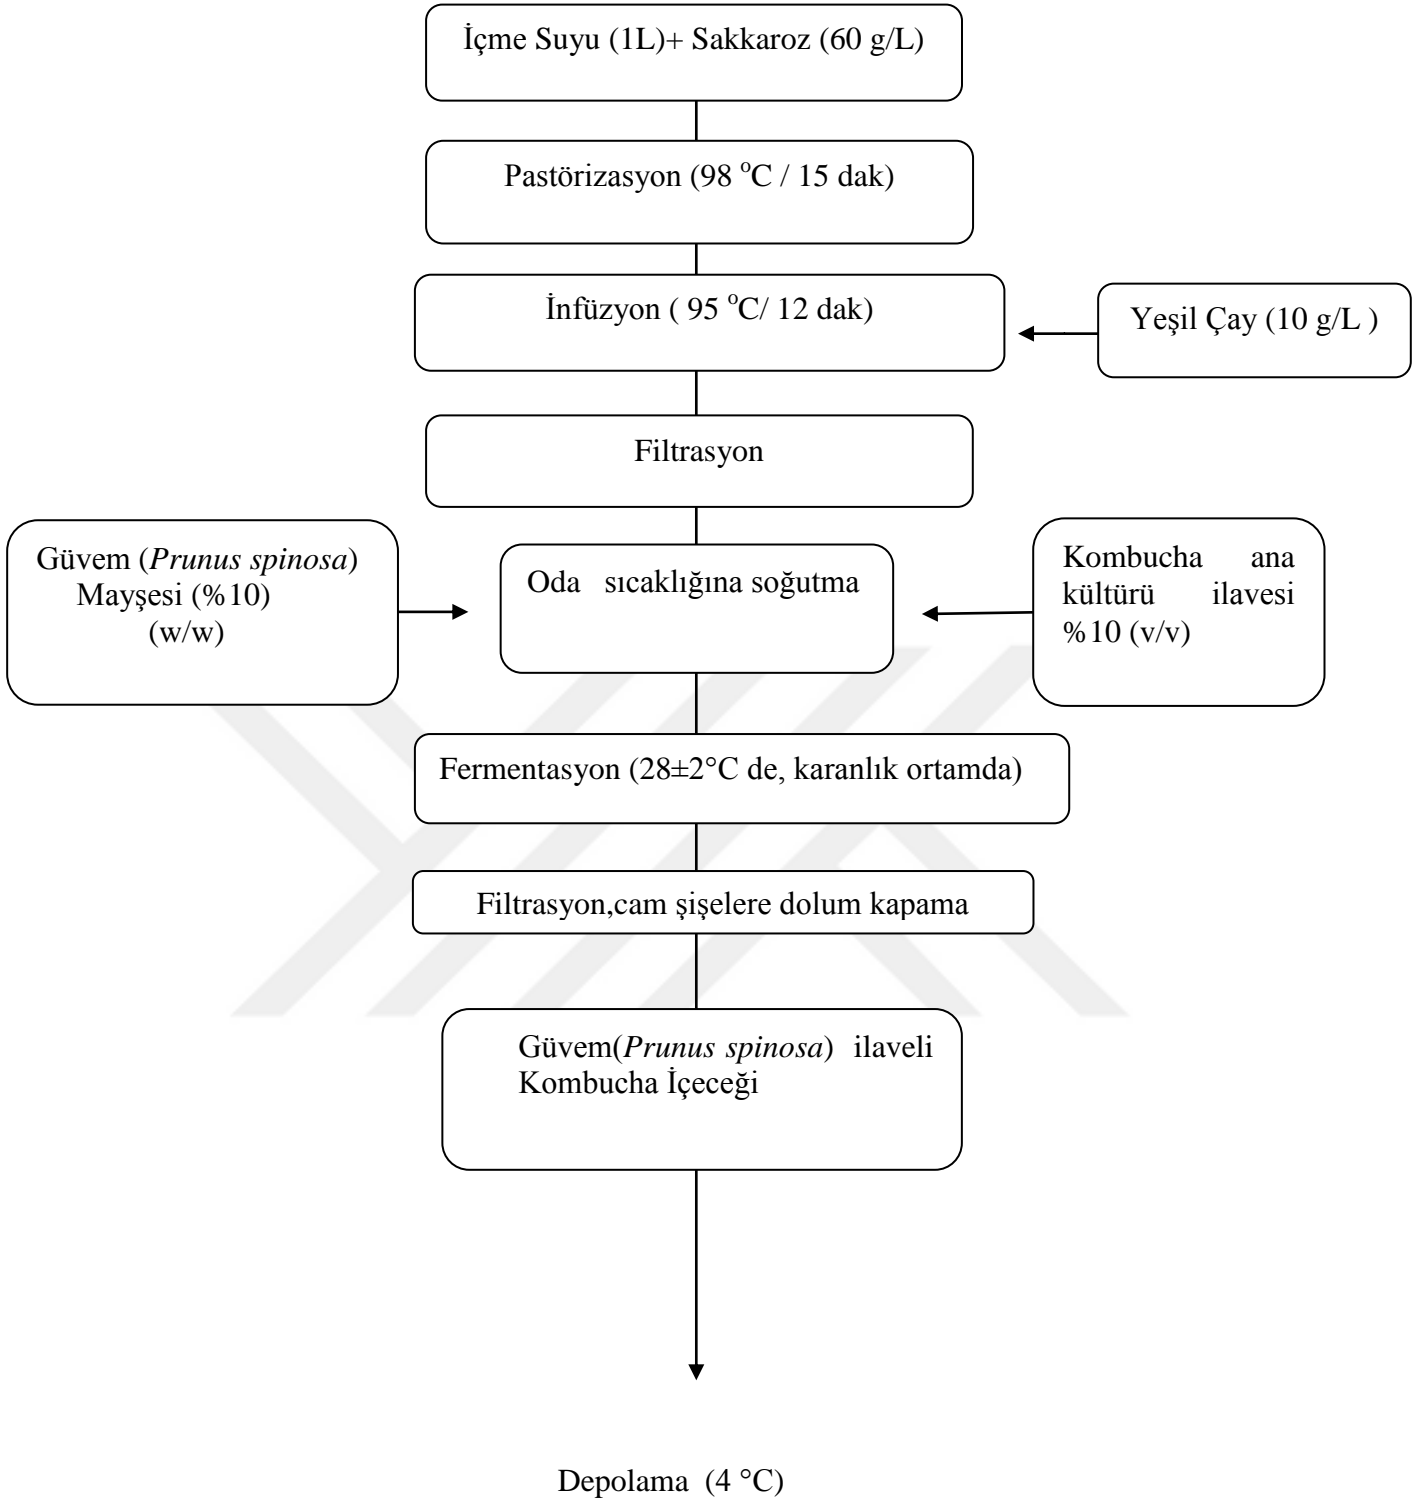 İçme Suyu (1L)+ Sakkaroz (60 g/L)
Pastörizasyon (98 °C / 15 dak)
İnfüzyon ( 95 °C/ 12 dak)
Yeşil Çay (10 g/L )
Filtrasyon
Güvem (Prunus spinosa)
Mayşesi (%10)
(w/w)
Oda sıcaklığına soğutma
Kombucha ana
kültürü ilavesi
%10 (v/v)
Fermentasyon (28±2°C de, karanlık ortamda)
Filtrasyon,cam şişelere dolum kapama
Güvem(Prunus spinosa) ilaveli
Kombucha İçeceği
Depolama (4 °C)